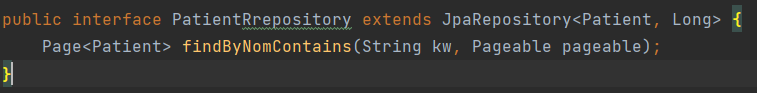 public interface PatientRrepository extends JpaRepository<Patient, Long> {
    Page<Patient> findByNomContains(String kw, Pageable pageable);
}